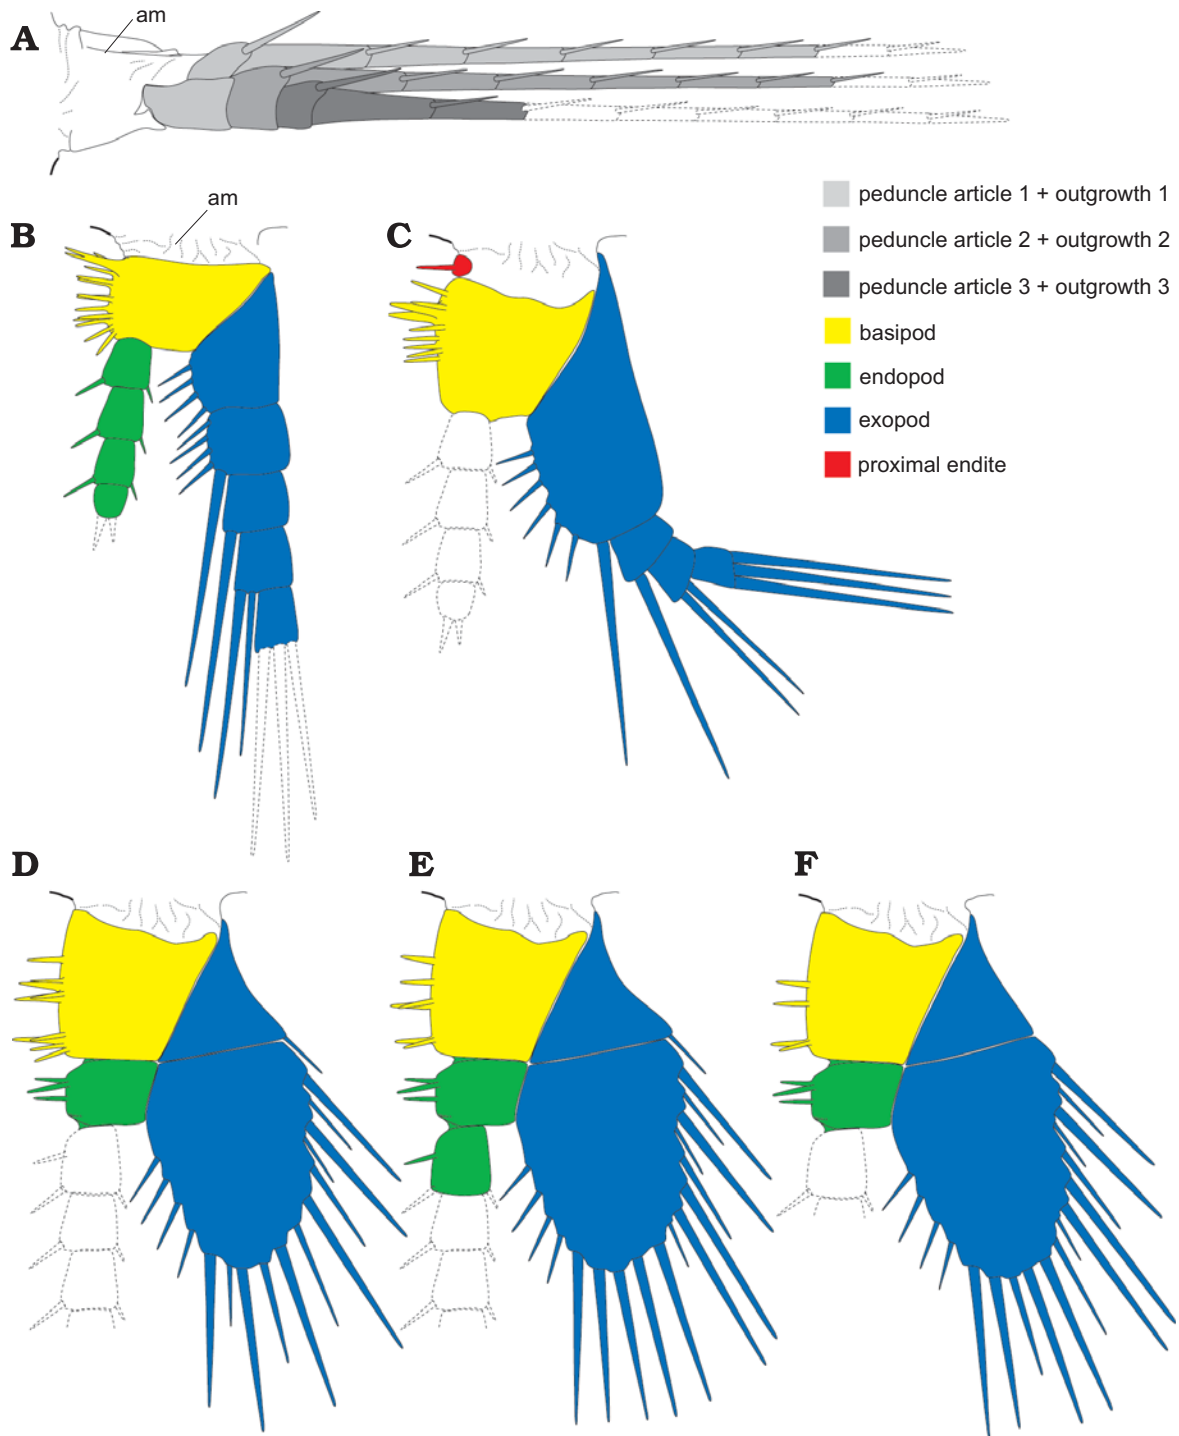 A
am
am
B
C
peduncle article 1 + outgrowth 1
peduncle article 2 + outgrowth 2
peduncle article 3 + outgrowth 3
basipod
endopod
exopod
proximal endite
D
E
F